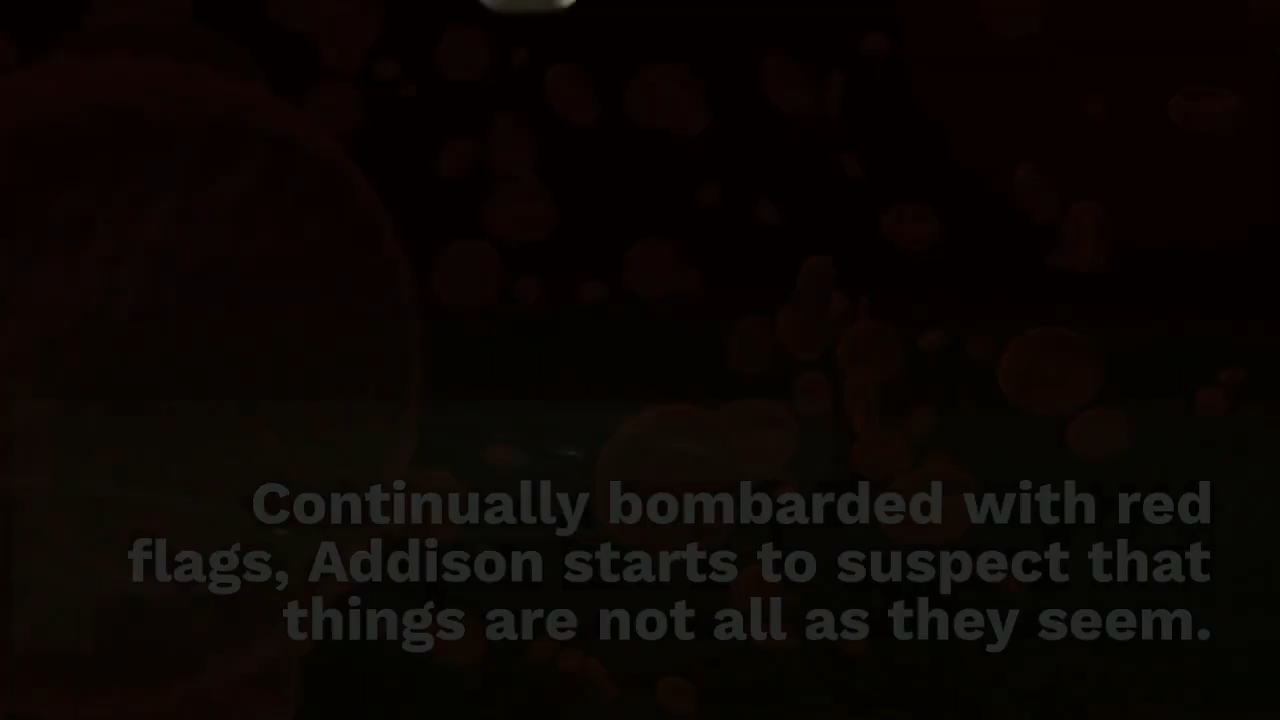 Continually bombarded with red
flags, Addison starts to suspect that
things are not all as they seem.